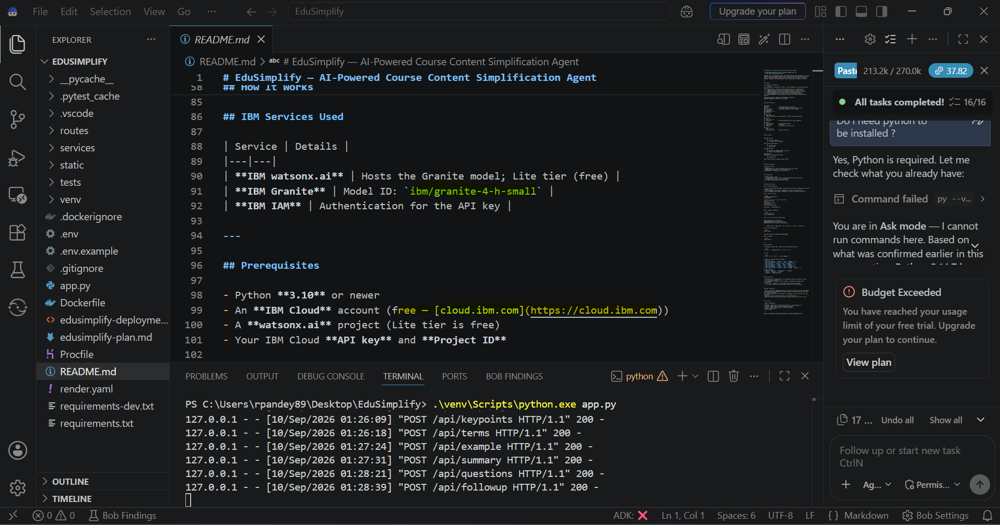 File Edit Selection View Go ··· EduSimplify Upgrade your plan
EXPLORER ···
EDUSIMPLIFY
__pycache__
.pytest_cache
.vscode
routes
services
static
tests
venv
.dockerignore
.env
.env.example
.gitignore
app.py
Dockerfile
edusimplify-deployme...
edusimplify-plan.md
Procfile
README.md
render.yaml
requirements-dev.txt
requirements.txt
OUTLINE
TIMELINE
README.md
README.md > abc # EduSimplify — AI-Powered Course Content Simplification Agent
1 # EduSimplify — AI-Powered Course Content Simplification Agent
58 ## How It Works
85
86 ## IBM Services Used
87
88 | Service | Details |
89 |---|---|
90 | **IBM watsonx.ai** | Hosts the Granite model; Lite tier (free) |
91 | **IBM Granite** | Model ID: `ibm/granite-4-h-small` |
92 | **IBM IAM** | Authentication for the API key |
93
94 ---
95
96 ## Prerequisites
97
98 - Python **3.10** or newer
99 - An **IBM Cloud** account (free — [cloud.ibm.com](https://cloud.ibm.com))
100 - A **watsonx.ai** project (Lite tier is free)
101 - Your IBM Cloud **API key** and **Project ID**
102
PROBLEMS OUTPUT DEBUG CONSOLE TERMINAL PORTS BOB FINDINGS python
PS C:\Users\rpandey89\Desktop\EduSimplify> .\venv\Scripts\python.exe app.py
127.0.0.1 - - [10/Sep/2026 01:26:09] "POST /api/keypoints HTTP/1.1" 200 -
127.0.0.1 - - [10/Sep/2026 01:26:18] "POST /api/terms HTTP/1.1" 200 -
127.0.0.1 - - [10/Sep/2026 01:27:24] "POST /api/example HTTP/1.1" 200 -
127.0.0.1 - - [10/Sep/2026 01:27:31] "POST /api/summary HTTP/1.1" 200 -
127.0.0.1 - - [10/Sep/2026 01:28:21] "POST /api/questions HTTP/1.1" 200 -
127.0.0.1 - - [10/Sep/2026 01:28:39] "POST /api/followup HTTP/1.1" 200 -
Paste 213.2k / 270.0k 37.82
All tasks completed! 16/16
Do I need python to
be installed ?
Yes, Python is required. Let me
check what you already have:
Command failed py --v...
You are in Ask mode — I cannot
run commands here. Based on
what was confirmed earlier in this
Budget Exceeded
You have reached your usage
limit of your free trial. Upgrade
your plan to continue.
View plan
17 ... Undo all Show all
Follow up or start new task
CtrlN
Ag... Permis...
0 0 Bob Findings ADK: Ln 1, Col 1 Spaces: 6 UTF-8 LF { } Markdown Bob Settings